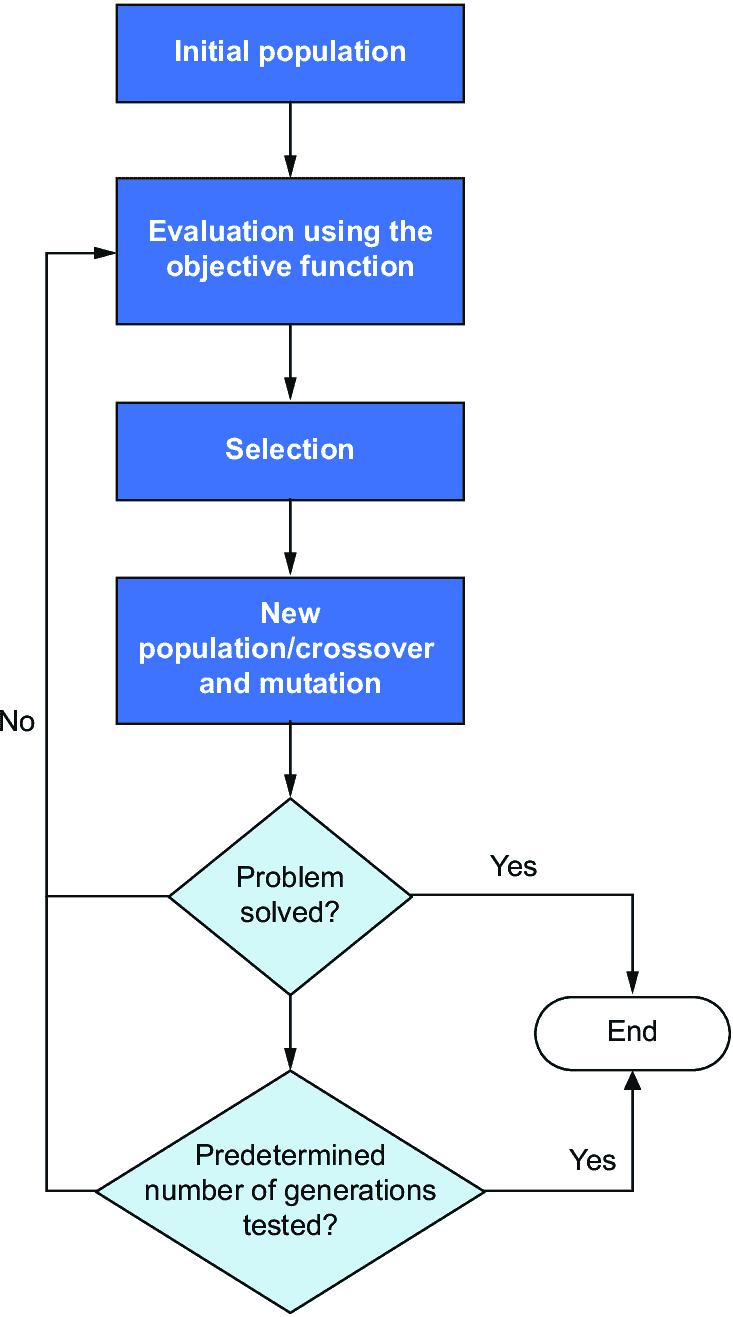 Initial population
Evaluation using the
objective function
Selection
New
population/crossover
and mutation
No
Problem
solved?
Yes
End
Predetermined
number of generations
tested?
Yes